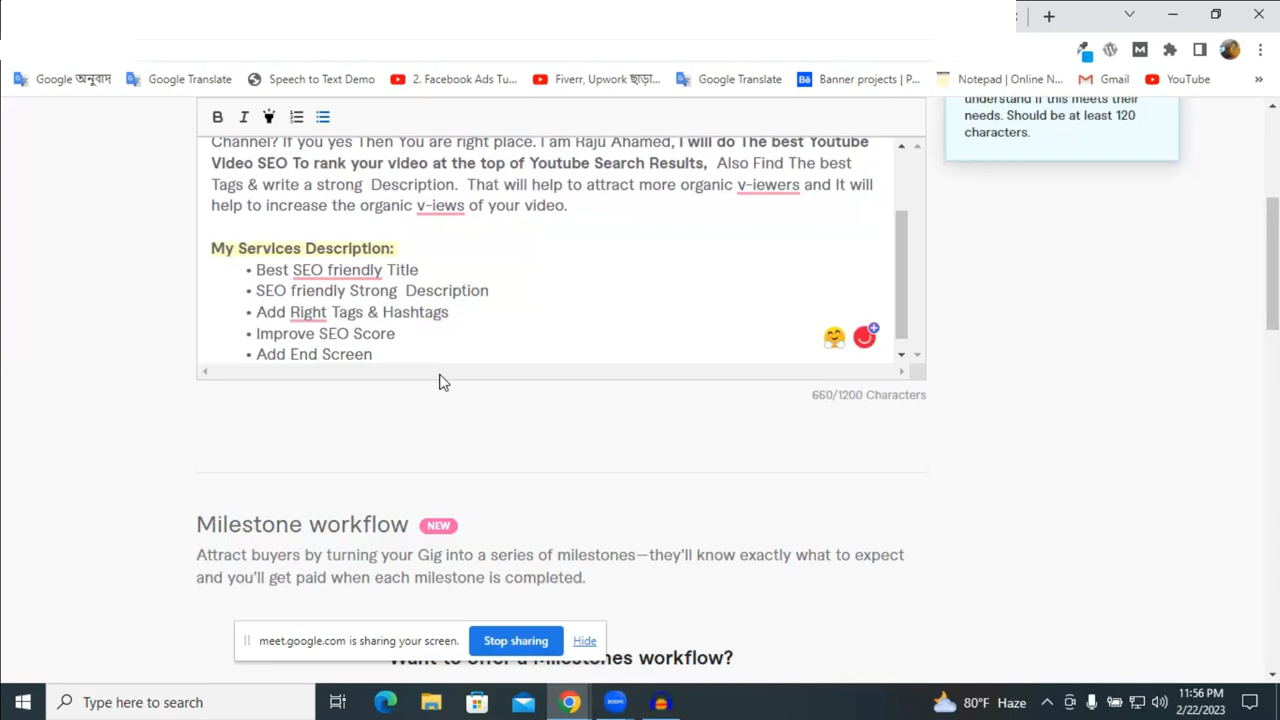 Google অনুবাদ
Google Translate
Speech to Text Demo
2. Facebook Ads Tu...
Fiverr, Upwork ছাড়া...
Google Translate
Banner projects | P...
Notepad | Online N...
Gmail
YouTube
understand if this meets their
needs. Should be at least 120
characters.
Channel? If you yes Then You are right place. I am Raju Ahamed, I will do The best Youtube
Video SEO To rank your video at the top of Youtube Search Results, Also Find The best
Tags & write a strong Description. That will help to attract more organic v-iewers and It will
help to increase the organic v-iews of your video.
My Services Description:
• Best SEO friendly Title
• SEO friendly Strong Description
• Add Right Tags & Hashtags
• Improve SEO Score
• Add End Screen
660/1200 Characters
Milestone workflow NEW
Attract buyers by turning your Gig into a series of milestones—they'll know exactly what to expect
and you'll get paid when each milestone is completed.
meet.google.com is sharing your screen. Stop sharing Hide
Want to offer a Milestones workflow?
Type here to search
zoom
80°F Haze
11:56 PM
2/22/2023